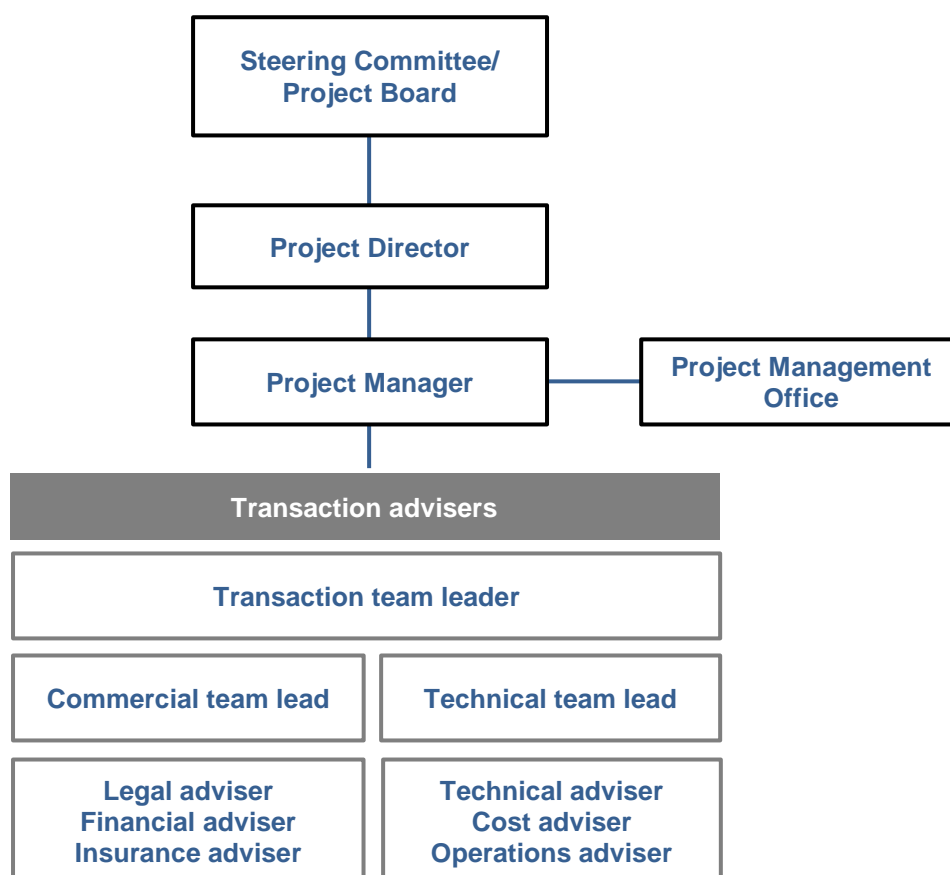 Steering Committee/
Project Board
Project Director
Project Manager
Project Management
Office
Transaction advisers
Transaction team leader
Commercial team lead
Technical team lead
Legal adviser
Financial adviser
Insurance adviser
Technical adviser
Cost adviser
Operations adviser